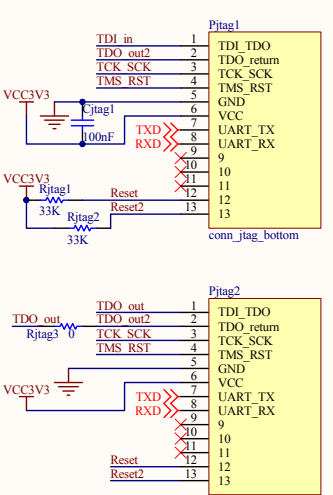 Pjtag1
TDI_in 1 TDI_TDO
TDO_out2 2 TDO_return
TCK_SCK 3 TCK_SCK
TMS_RST 4 TMS_RST
VCC3V3 5 GND
Cjtag1 6 VCC
100nF TXD 7 UART_TX
RXD 8 UART_RX
9 9
10 10
11 11
VCC3V3 Rjtag1 Reset 12 12
33K Rjtag2 Reset2 13 13
33K conn_jtag_bottom
Pjtag2
TDO_out 1 TDI_TDO
TDO_out TDO_out2 2 TDO_return
Rjtag3 0 TCK_SCK 3 TCK_SCK
TMS_RST 4 TMS_RST
5 GND
VCC3V3 6 VCC
TXD 7 UART_TX
RXD 8 UART_RX
9 9
10 10
11 11
Reset 12 12
Reset2 13 13